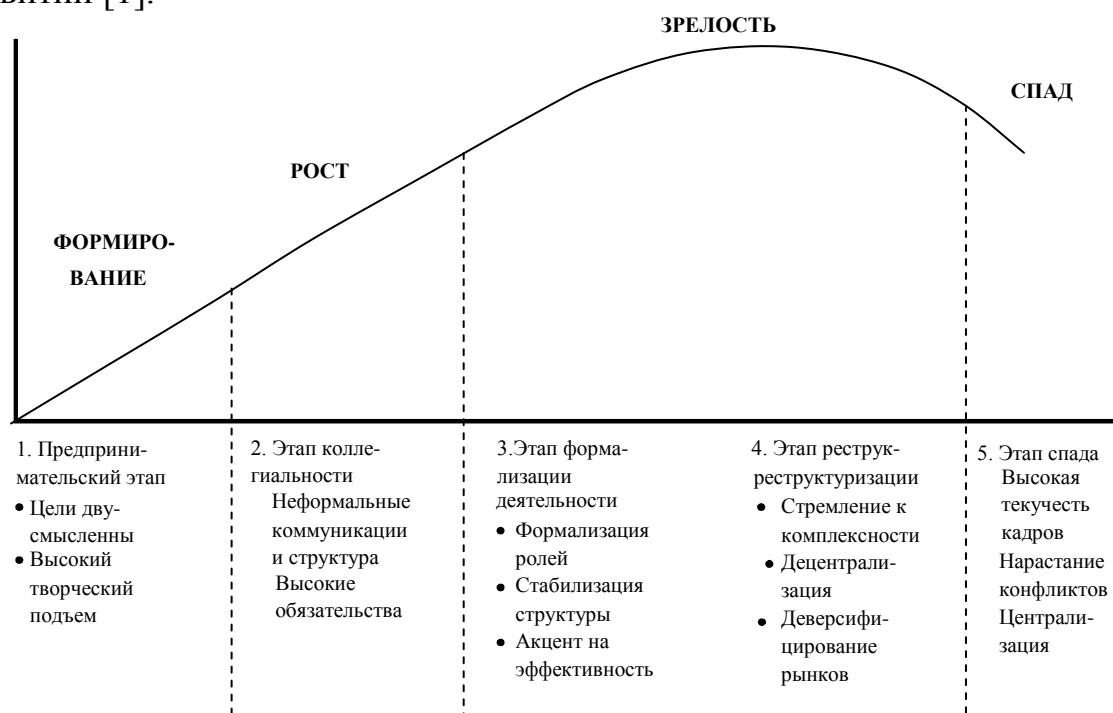 [1].
ЗРЕЛОСТЬ
СПАД
РОСТ
ФОРМИРО-
ВАНИЕ
1. Предприни-
мательский этап
• Цели дву-
смысленны
• Высокий
творческий
подъем
2. Этап колле-
гиальности
Неформальные
коммуникации
и структура
Высокие
обязательства
3.Этап форма-
лизации
деятельности
• Формализация
ролей
• Стабилизация
структуры
• Акцент на
эффективность
4. Этап реструк-
реструктуризации
• Стремление к
комплексности
• Децентрали-
зация
• Деверсифи-
цирование
рынков
5. Этап спада
Высокая
текучесть
кадров
Нарастание
конфликтов
Централи-
зация